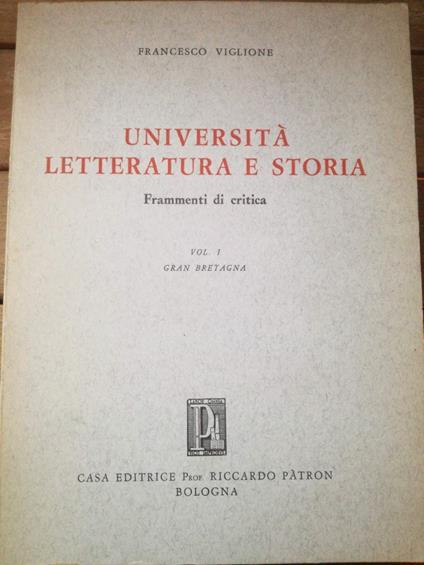 FRANCESCO VIGLIONE
UNIVERSITÀ
LETTERATURA E STORIA
Frammenti di critica
VOL. I
GRAN BRETAGNA
P
CASA EDITRICE PROF. RICCARDO PÀTRON
BOLOGNA